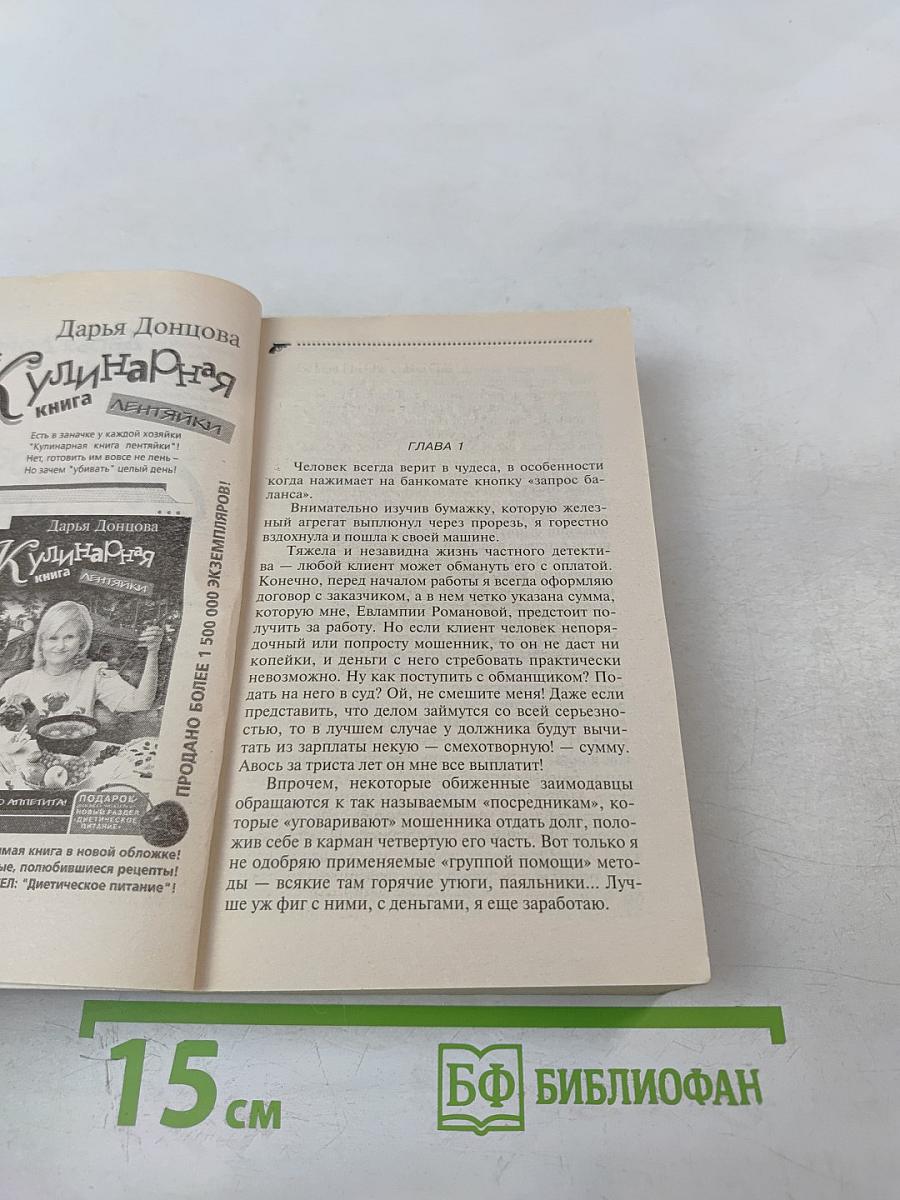 Дарья Донцова
Кулинарная
книга
ЛЕНТЯЙКИ
Есть в заначке у каждой хозяйки
"Кулинарная книга лентяйки"!
Нет, готовить им вовсе не лень –
Но зачем "убивать" целый день!
Дарья Донцова
Кулинарная
книга
ЛЕНТЯЙКИ
АППЕТИТА!
ПОДАРОК
НОВЫЙ РАЗДЕЛ
«ДИЕТИЧЕСКОЕ
ПИТАНИЕ»
ПРОДАНО БОЛЕЕ 1 500 000 ЭКЗЕМПЛЯРОВ!
книга в новой обложке!
полюбившиеся рецепты!
"Диетическое питание"!
ГЛАВА 1
Человек всегда верит в чудеса, в особенности
когда нажимает на банкомате кнопку «запрос ба-
ланса».
Внимательно изучив бумажку, которую желез-
ный агрегат выплюнул через прорезь, я горестно
вздохнула и пошла к своей машине.
Тяжела и незавидна жизнь частного детекти-
ва — любой клиент может обмануть его с оплатой.
Конечно, перед началом работы я всегда оформляю
договор с заказчиком, а в нем четко указана сумма,
которую мне, Евлампии Романовой, предстоит по-
лучить за работу. Но если клиент человек непоря-
дочный или попросту мошенник, то он не даст ни
копейки, и деньги с него стребовать практически
невозможно. Ну как поступить с обманщиком? По-
дать на него в суд? Ой, не смешите меня! Даже если
представить, что делом займутся со всей серьезно-
стью, то в лучшем случае у должника будут вычи-
тать из зарплаты некую — смехотворную! — сумму.
Авось за триста лет он мне все выплатит!
Впрочем, некоторые обиженные заимодавцы
обращаются к так называемым «посредникам», ко-
торые «уговаривают» мошенника отдать долг, поло-
жив себе в карман четвертую его часть. Вот только я
не одобряю применяемые «группой помощи» мето-
ды — всякие там горячие утюги, паяльники... Луч-
ше уж фиг с ними, с деньгами, я еще заработаю.
15 см
БФ БИБЛИОФАН